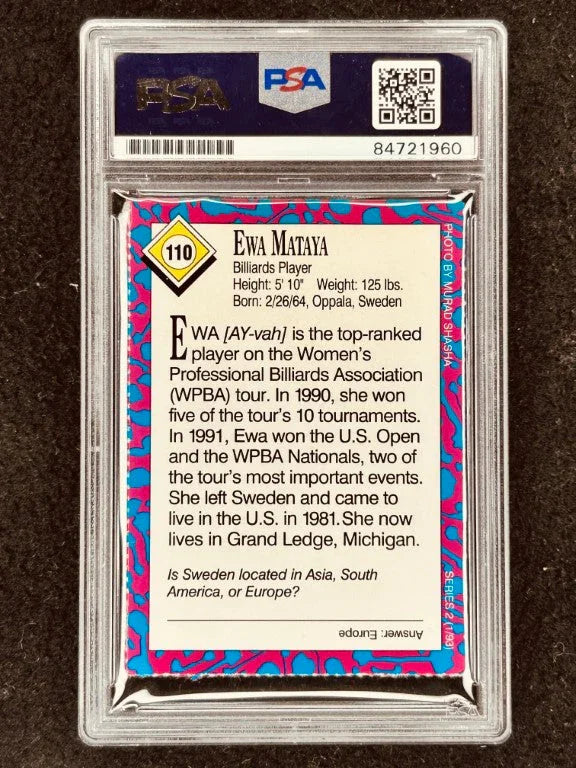 PSA
PSA
84721960
110
EWA MATAYA
Billiards Player
Height: 5' 10" Weight: 125 lbs.
Born: 2/26/64, Oppala, Sweden
EWA [AY-vah] is the top-ranked
player on the Women's
Professional Billiards Association
(WPBA) tour. In 1990, she won
five of the tour's 10 tournaments.
In 1991, Ewa won the U.S. Open
and the WPBA Nationals, two of
the tour's most important events.
She left Sweden and came to
live in the U.S. in 1981.She now
lives in Grand Ledge, Michigan.
Is Sweden located in Asia, South
America, or Europe?
Answer: Europe
PHOTO BY MURAD SHASHA
SERIES 2 (1/93)